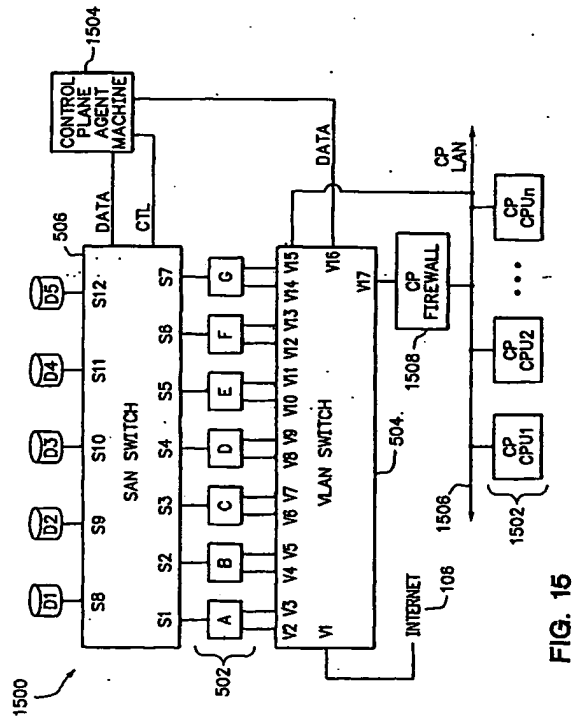 1500
D1
D2
D3
D4
D5
506
S8
S9
S10
S11
S12
SAN SWITCH
S1
S2
S3
S4
S5
S6
S7
DATA
CTL
CONTROL
PLANE
AGENT
MACHINE
1504
502
A
B
C
D
E
F
G
V2
V3
V4
V5
V6
V7
V8
V9
V10
V11
V12
V13
V14
V15
VLAN SWITCH
V1
V16
V17
DATA
504
INTERNET
106
CP
FIREWALL
1508
CP
LAN
1506
CP
CPU1
CP
CPU2
CP
CPUn
1502
FIG. 15